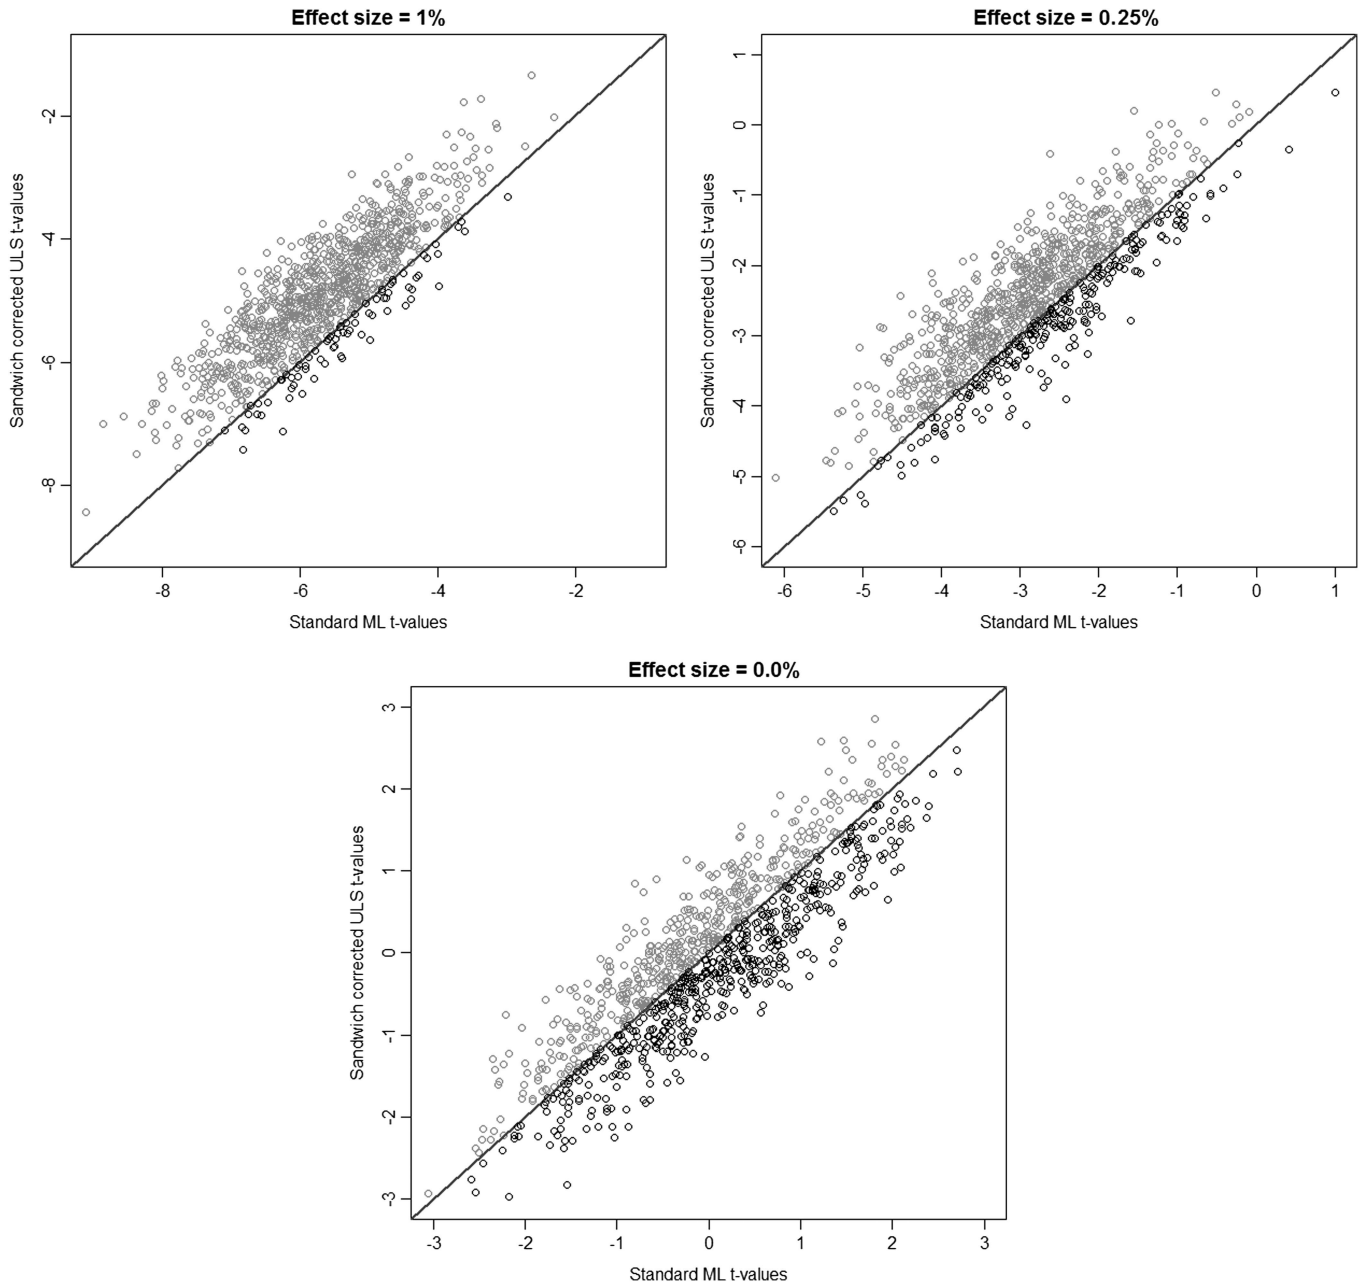 Effect size = 1%
Sandwich corrected ULS t-values
-2
-4
-6
-8
-8 -6 -4 -2
Standard ML t-values
Effect size = 0.25%
Sandwich corrected ULS t-values
1
0
-1
-2
-3
-4
-5
-6
-6 -5 -4 -3 -2 -1 0 1
Standard ML t-values
Effect size = 0.0%
Sandwich corrected ULS t-values
3
2
1
0
-1
-2
-3
-3 -2 -1 0 1 2 3
Standard ML t-values